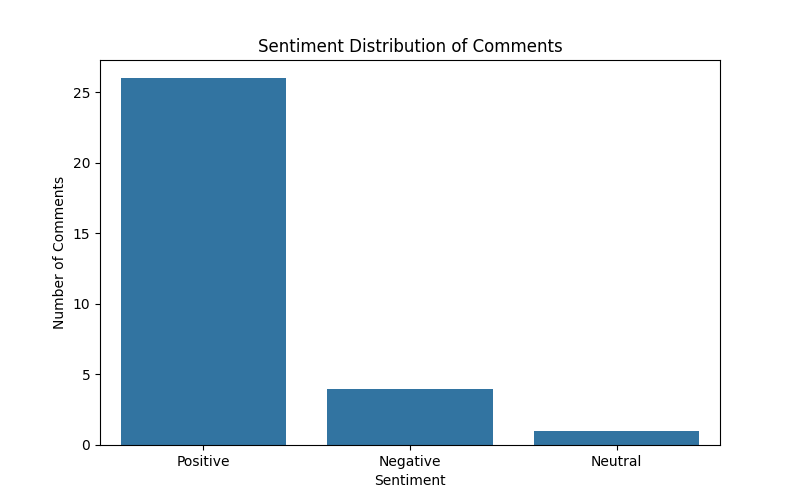 Sentiment Distribution of Comments
Number of Comments
25
20
15
10
5
0
Positive Negative Neutral
Sentiment